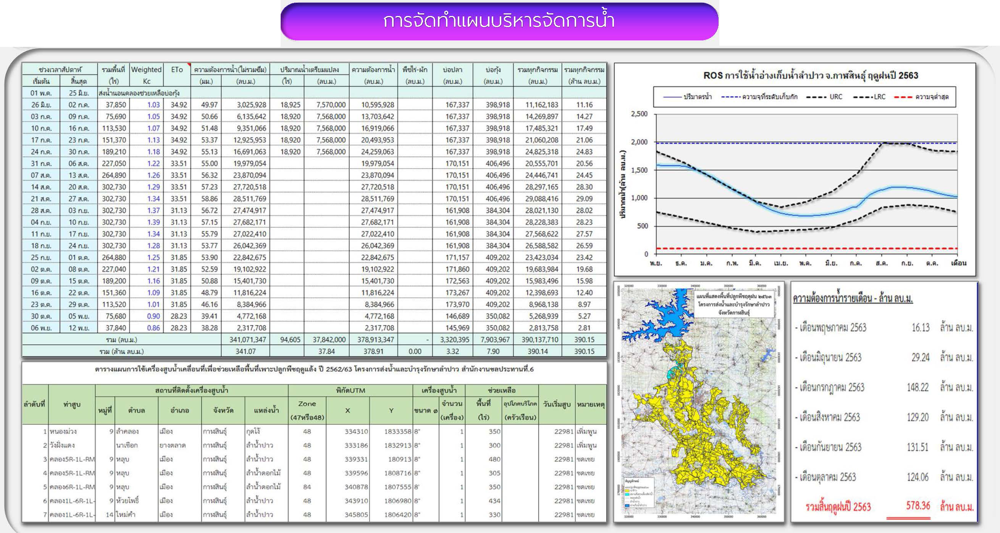 การจัดทำแผนบริหารจัดการน้ำ
ช่วงเวลาสัปดาห์ รวมพื้นที่ Weighted ETo ความต้องการน้ำ(ไม่รวมซึม) ปริมาณน้ำเตรียมแปลง ความต้องการน้ำ พืชไร่-ผัก บ่อปลา บ่อกุ้ง รวมทุกกิจกรรม รวมทุกกิจกรรม
เริ่มต้น สิ้นสุด (ไร่) Kc (มม.) (ลบ.ม.) (ไร่) (ลบ.ม.) (ลบ.ม.) (ลบ.ม.) (ลบ.ม.) (ลบ.ม.) (ลบ.ม.) (ล้าน ลบ.ม.)
01 พ.ค. 25 มิ.ย. ส่งน้ำนอนคลองช่วยเหลือบ่อกุ้ง
26 มิ.ย. 02 ก.ค. 37,850 1.03 34.92 49.97 3,025,928 18,925 7,570,000 10,595,928 167,337 398,918 11,162,183 11.16
03 ก.ค. 09 ก.ค. 75,690 1.05 34.92 50.66 6,135,642 18,920 7,568,000 13,703,642 167,337 398,918 14,269,897 14.27
10 ก.ค. 16 ก.ค. 113,530 1.07 34.92 51.48 9,351,066 18,920 7,568,000 16,919,066 167,337 398,918 17,485,321 17.49
17 ก.ค. 23 ก.ค. 151,370 1.13 34.92 53.37 12,925,953 18,920 7,568,000 20,493,953 167,337 398,918 21,060,208 21.06
24 ก.ค. 30 ก.ค. 189,210 1.18 34.92 55.13 16,691,063 18,920 7,568,000 24,259,063 167,337 398,918 24,825,318 24.83
31 ก.ค. 06 ส.ค. 227,050 1.22 33.51 55.00 19,979,054 19,979,054 170,151 406,496 20,555,701 20.56
07 ส.ค. 13 ส.ค. 264,890 1.26 33.51 56.32 23,870,094 23,870,094 170,151 406,496 24,446,741 24.45
14 ส.ค. 20 ส.ค. 302,730 1.29 33.51 57.23 27,720,518 27,720,518 170,151 406,496 28,297,165 28.30
21 ส.ค. 27 ส.ค. 302,730 1.34 33.51 58.86 28,511,769 28,511,769 170,151 406,496 29,088,416 29.09
28 ส.ค. 03 ก.ย. 302,730 1.37 31.13 56.72 27,474,917 27,474,917 161,908 384,304 28,021,130 28.02
04 ก.ย. 10 ก.ย. 302,730 1.39 31.13 57.15 27,682,171 27,682,171 161,908 384,304 28,228,383 28.23
11 ก.ย. 17 ก.ย. 302,730 1.34 31.13 55.79 27,022,410 27,022,410 161,908 384,304 27,568,622 27.57
18 ก.ย. 24 ก.ย. 302,730 1.28 31.13 53.77 26,042,369 26,042,369 161,908 384,304 26,588,582 26.59
25 ก.ย. 01 ต.ค. 264,880 1.25 31.85 53.90 22,842,675 22,842,675 171,157 409,202 23,423,034 23.42
02 ต.ค. 08 ต.ค. 227,040 1.21 31.85 52.59 19,102,922 19,102,922 171,860 409,202 19,683,984 19.68
09 ต.ค. 15 ต.ค. 189,200 1.16 31.85 50.88 15,401,730 15,401,730 172,563 409,202 15,983,496 15.98
16 ต.ค. 22 ต.ค. 151,360 1.09 31.85 48.79 11,816,224 11,816,224 173,267 409,202 12,398,693 12.40
23 ต.ค. 29 ต.ค. 113,520 1.01 31.85 46.16 8,384,966 8,384,966 173,970 409,202 8,968,138 8.97
30 ต.ค. 05 พ.ย. 75,680 0.90 28.23 39.41 4,772,168 4,772,168 146,689 350,082 5,268,939 5.27
06 พ.ย. 12 พ.ย. 37,840 0.86 28.23 38.28 2,317,708 2,317,708 145,969 350,082 2,813,758 2.81
รวม (ลบ.ม.) 341,071,347 94,605 37,842,000 378,913,347 - 3,320,395 7,903,967 390,137,710 390.15
รวม (ล้าน ลบ.ม.) 341.07 37.84 378.91 0.00 3.32 7.90 390.14 390.15
ROS การใช้น้ำอ่างเก็บน้ำลำปาว จ.กาฬสินธุ์ ฤดูฝนปี 2563
ปริมาตรน้ำ ความจุที่ระดับเก็บกัก URC LRC ความจุต่ำสุด
ปริมาณน้ำ(ล้าน ลบ.ม.)
2,500
2,000
1,500
1,000
500
0
พ.ย. ธ.ค. ม.ค. ก.พ. มี.ค. เม.ย. พ.ค. มิ.ย. ก.ค. ส.ค. ก.ย. ต.ค. เดือน
ตารางแผนการใช้เครื่องสูบน้ำเคลื่อนที่เพื่อช่วยเหลือพื้นที่เพาะปลูกพืชฤดูแล้ง ปี 2562/63 โครงการส่งน้ำและบำรุงรักษาลำปาว สำนักงานชลประทานที่.6
ลำดับที่ ท่าสูบ สถานที่ติดตั้งเครื่องสูบน้ำ พิกัดUTM เครื่องสูบน้ำ ช่วยเหลือ วันเริ่มสูบ หมายเหตุ
หมู่ที่ ตำบล อำเภอ จังหวัด แหล่งน้ำ Zone (47หรือ48) X Y ขนาด ø จำนวน (เครื่อง) พื้นที่ (ไร่) อุปโภคบริโภค (ครัวเรือน)
1 หนองม่วง 9 ลำคลอง เมือง กาฬสินธุ์ กุดโง้ 48 334310 1833358 8" 1 350 22981 เพิ่มพูน
2 วังฝั่งแดง นาเชือก ยางตลาด กาฬสินธุ์ ลำน้ำปาว 48 333186 1832913 8" 1 300 22981 เพิ่มพูน
3 คลอง5R-1L-RM 9 หลุบ เมือง กาฬสินธุ์ ลำน้ำปาว 48 339331 180913 8" 1 480 22981 ชดเชย
4 คลอง5R-1L-RM 9 หลุบ เมือง กาฬสินธุ์ ลำน้ำดอกไม้ 48 339596 1808716 8" 1 305 22981 ชดเชย
5 คลอง6R-1L-RM 9 หลุบ เมือง กาฬสินธุ์ ลำน้ำดอกไม้ 84 340878 1807555 8' 1 350 22981 ชดเชย
6 คลอง1L-6R-1L- 9 ห้วยโพธิ์ เมือง กาฬสินธุ์ ลำน้ำปาว 48 343910 1806980 8" 1 434 22981 ชดเชย
7 คลอง1L-6R-1L- 14 ใหม่คำ เมือง กาฬสินธุ์ ลำน้ำปาว 48 345805 1806420 8" 1 330 22981 ชดเชย
320000 330000 340000 350000 360000
แผนที่แสดงพื้นที่ปลูกพืชฤดูฝน ๒๕๖๓
โครงการส่งน้ำและบำรุงรักษาลำปาว
จังหวัดกาฬสินธุ์
สัญญลักษณ์
320000 330000 340000 350000 360000
ความต้องการน้ำรายเดือน - ล้าน ลบ.ม.
- เดือนพฤษภาคม 2563 16.13 ล้าน ลบ.ม.
- เดือนมิถุนายน 2563 29.24 ล้าน ลบ.ม.
- เดือนกรกฎาคม 2563 148.22 ล้าน ลบ.ม.
- เดือนสิงหาคม 2563 129.20 ล้าน ลบ.ม.
- เดือนกันยายน 2563 131.51 ล้าน ลบ.ม.
- เดือนตุลาคม 2563 124.06 ล้าน ลบ.ม.
รวมสิ้นฤดูฝนปี 2563 578.36 ล้าน ลบ.ม.